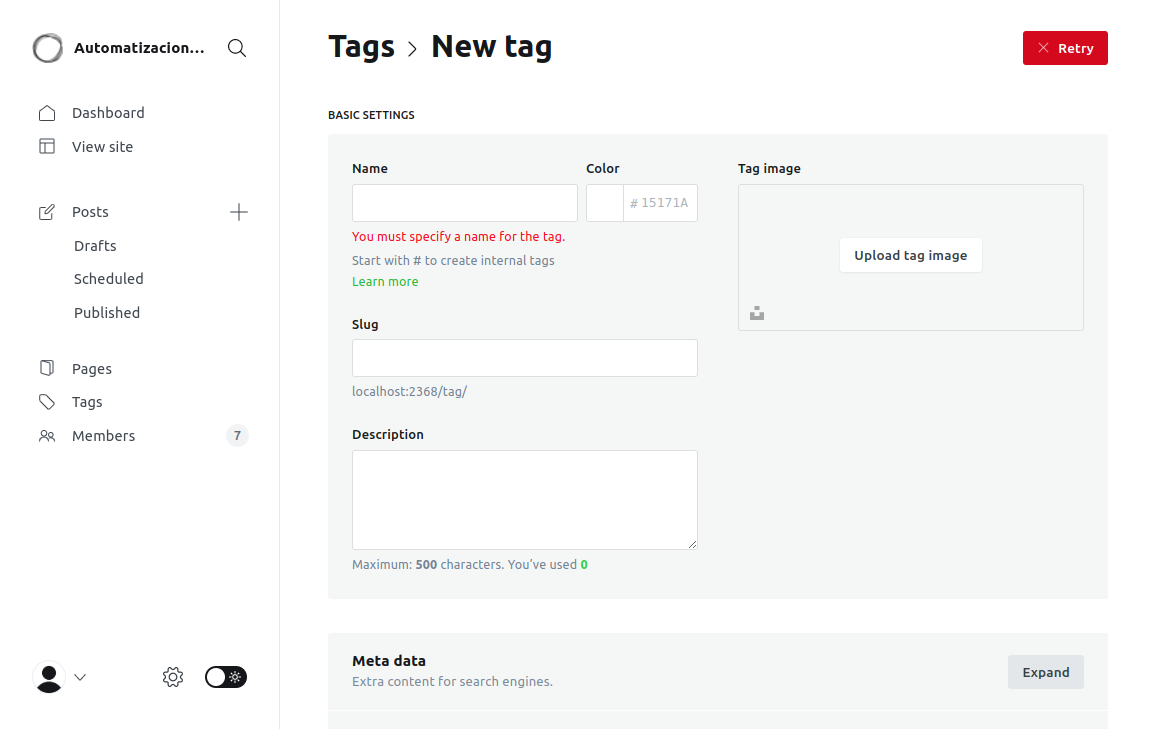 Automatizacion...
Dashboard
View site
Posts
Drafts
Scheduled
Published
Pages
Tags
Members 7
Tags > New tag
Retry
BASIC SETTINGS
Name
Color
# 15171A
You must specify a name for the tag.
Start with # to create internal tags
Learn more
Slug
localhost:2368/tag/
Description
Maximum: 500 characters. You've used 0
Tag image
Upload tag image
Meta data
Extra content for search engines.
Expand